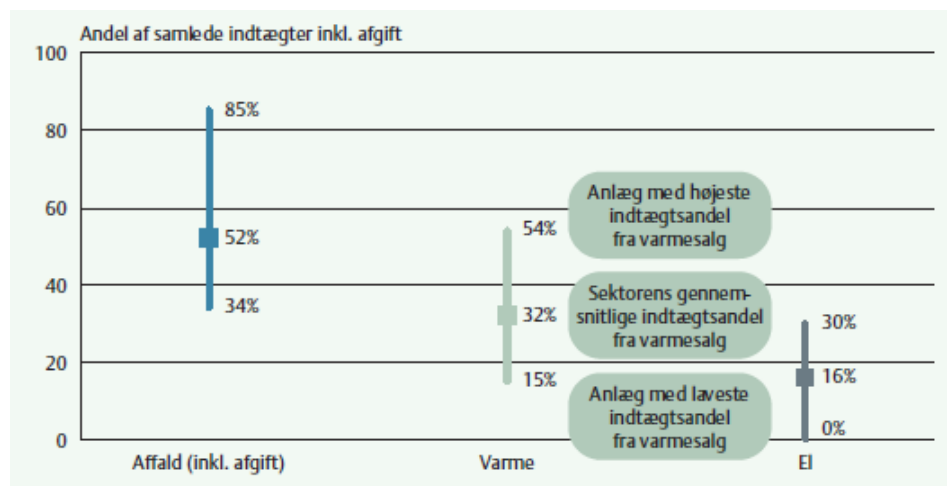 Andel af samlede indtægter inkl. afgift
100
80
60
40
20
0
85%
52%
34%
54%
32%
15%
Anlæg med højeste
indtægtsandel
fra varmesalg
Sektorens gennem-
snitlige indtægtsandel
fra varmesalg
Anlæg med laveste
indtægtsandel
fra varmesalg
30%
16%
0%
Affald (inkl. afgift)
Varme
El